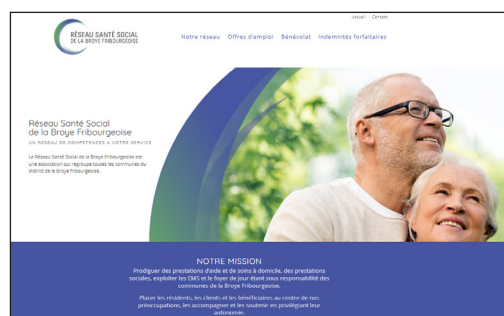 Accueil Contact
RÉSEAU SANTÉ SOCIAL
DE LA BROYE FRIBOURGEOISE
Notre réseau Offres d'emploi Bénévolat Indemnités forfaitaires
Réseau Santé Social
de la Broye Fribourgeoise
UN RESEAU DE COMPETENCES À VOTRE SERVICE
Le Réseau Santé Social de la Broye Fribourgeoise est
une association qui regroupe toutes les communes du
district de la Broye fribourgeoise.
NOTRE MISSION
Prodiguer des prestations d'aide et de soins à domicile, des prestations
sociales, exploiter les EMS et le foyer de jour étant sous responsabilité des
communes de la Broye Fribourgeoise.
Placer les résidents, les clients et les bénéficiaires au centre de nos
préoccupations, les accompagner et les soutenir en privilégiant leur
autonomie.